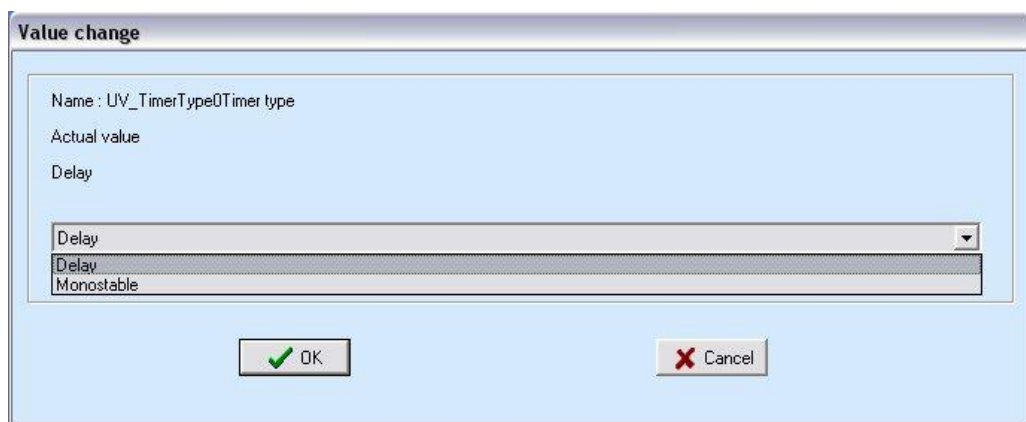 Value change
Name : UV_TimerType0Timer type
Actual value
Delay
Delay
Delay
Monostable
OK
Cancel